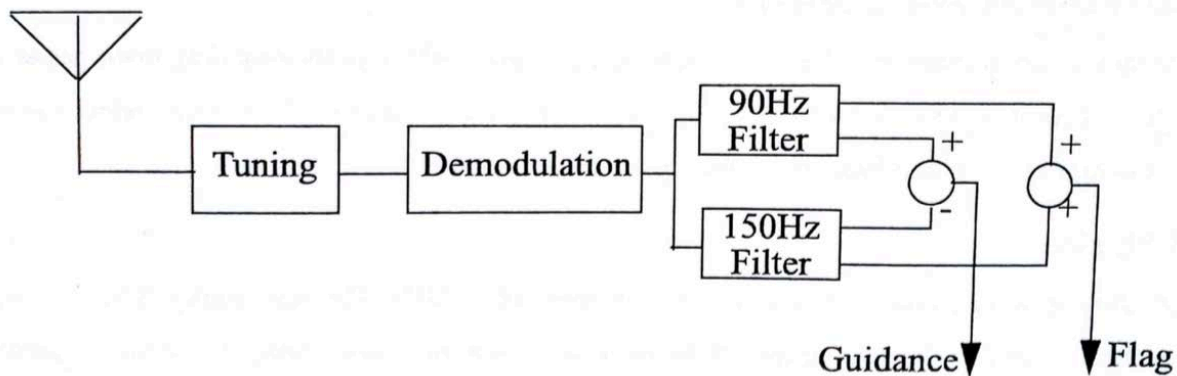 Tuning
Demodulation
90Hz
Filter
150Hz
Filter
+
-
+
+
Guidance
Flag